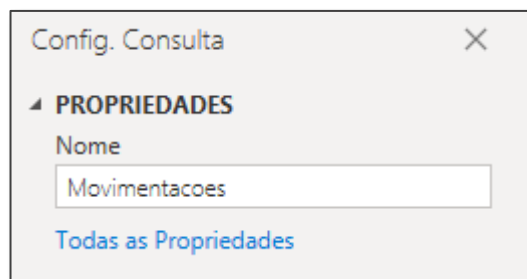 Config. Consulta
PROPRIEDADES
Nome
Movimentacoes
Todas as Propriedades